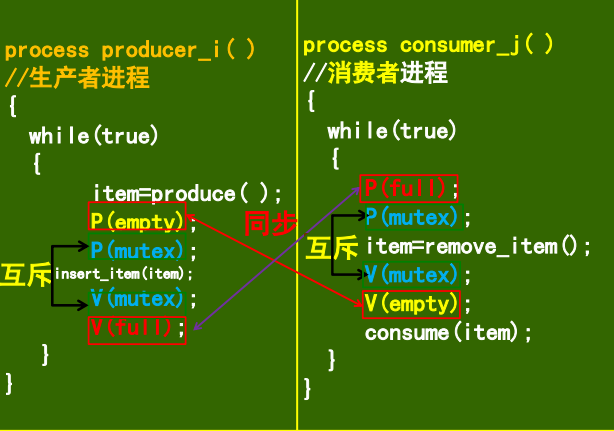 process producer_i( )
//生产者进程
{
while(true)
{
item=produce( );
P(empty);
P(mutex);
互斥
insert_item(item);
V(mutex);
V(full);
}
}
同步
process consumer_j( )
//消费者进程
{
while(true)
{
P(full);
P(mutex);
互斥
item=remove_item();
V(mutex);
V(empty);
consume(item);
}
}